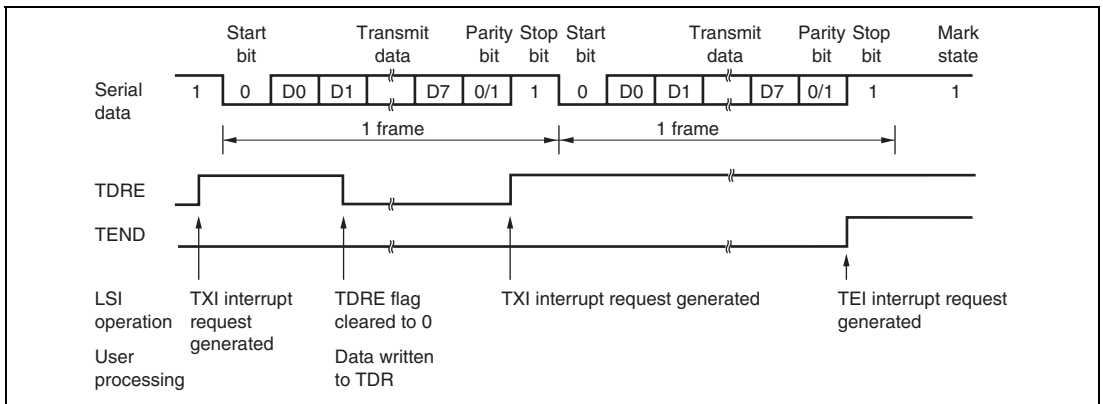 Start bit Transmit data Parity bit Stop bit Start bit Transmit data Parity bit Stop bit Mark state
Serial data 1 0 D0 D1 D7 0/1 1 0 D0 D1 D7 0/1 1 1
1 frame 1 frame
TDRE
TEND
LSI operation TXI interrupt request generated TDRE flag cleared to 0 TXI interrupt request generated TEI interrupt request generated
User processing Data written to TDR